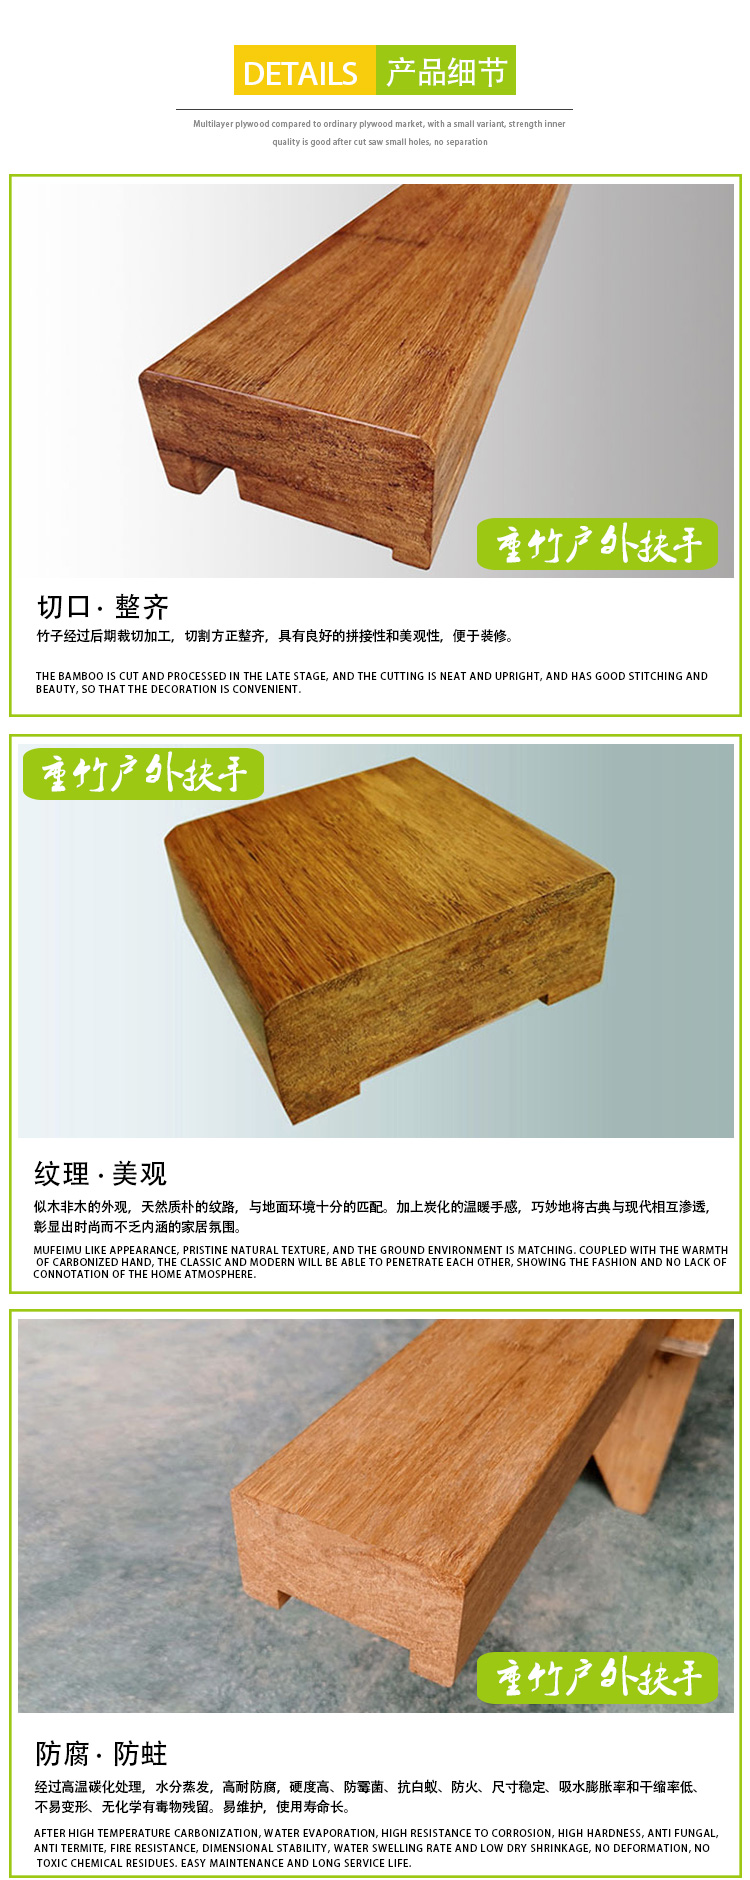 DETAILS 产品细节
Multilayer plywood compared to ordinary plywood market, with a small variant, strength inner
quality is good after cut saw small holes, no separation
重竹户外扶手
切口·整齐
竹子经过后期裁切加工，切割方正整齐，具有良好的拼接性和美观性，便于装修。
THE BAMBOO IS CUT AND PROCESSED IN THE LATE STAGE, AND THE CUTTING IS NEAT AND UPRIGHT, AND HAS GOOD STITCHING AND
BEAUTY, SO THAT THE DECORATION IS CONVENIENT.
重竹户外扶手
纹理·美观
似木非木的外观，天然质朴的纹路，与地面环境十分的匹配。加上炭化的温暖手感，巧妙地将古典与现代相互渗透，
彰显出时尚而不乏内涵的家居氛围。
MUFEIMU LIKE APPEARANCE, PRISTINE NATURAL TEXTURE, AND THE GROUND ENVIRONMENT IS MATCHING. COUPLED WITH THE WARMTH
OF CARBONIZED HAND, THE CLASSIC AND MODERN WILL BE ABLE TO PENETRATE EACH OTHER, SHOWING THE FASHION AND NO LACK OF
CONNOTATION OF THE HOME ATMOSPHERE.
重竹户外扶手
防腐·防蛀
经过高温碳化处理，水分蒸发，高耐防腐，硬度高、防霉菌、抗白蚁、防火、尺寸稳定、吸水膨胀率和干缩率低、
不易变形、无化学有毒物残留。易维护，使用寿命长。
AFTER HIGH TEMPERATURE CARBONIZATION, WATER EVAPORATION, HIGH RESISTANCE TO CORROSION, HIGH HARDNESS, ANTI FUNGAL,
ANTI TERMITE, FIRE RESISTANCE, DIMENSIONAL STABILITY, WATER SWELLING RATE AND LOW DRY SHRINKAGE, NO DEFORMATION, NO
TOXIC CHEMICAL RESIDUES. EASY MAINTENANCE AND LONG SERVICE LIFE.